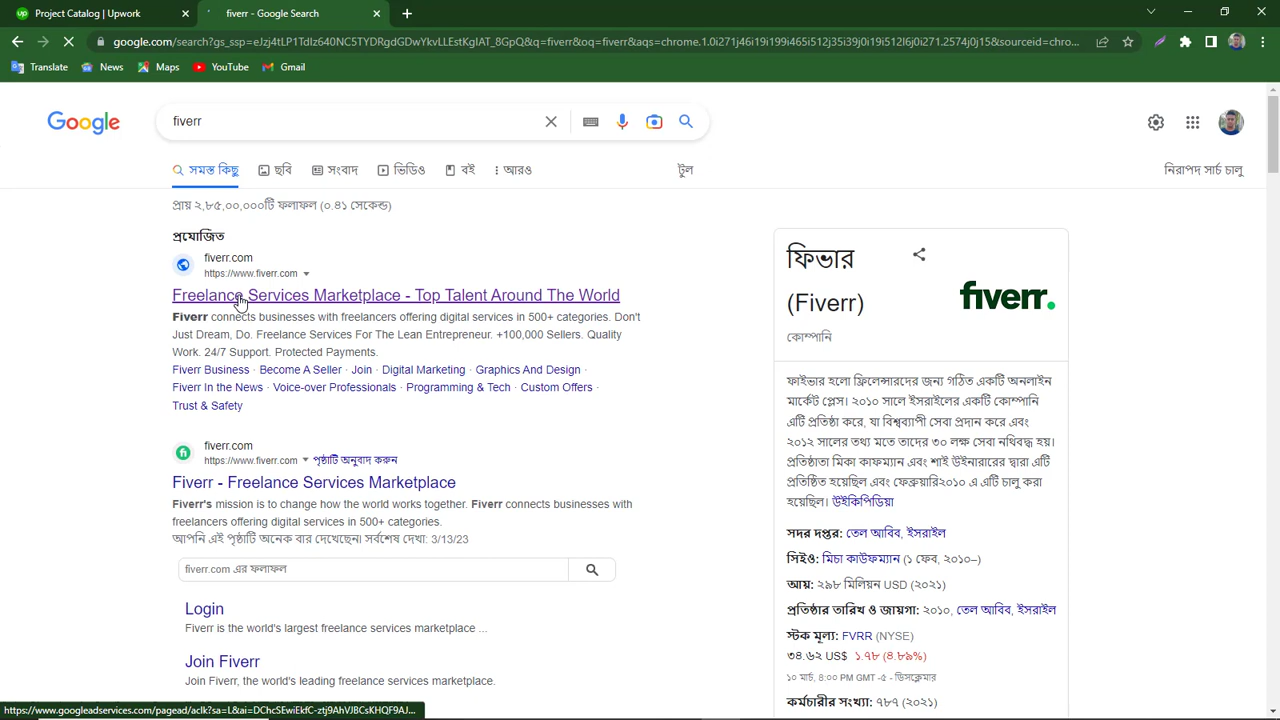 Project Catalog | Upwork
fiverr - Google Search
google.com/search?gs_ssp=eJzj4tLP1TdIz640NC5TYDRgdGDwYkvLLEstKgIAT_8GpQ&q=fiverr&oq=fiverr&aqs=chrome.1.0i271j46i19i199i465i512j35i39j0i19i512l6j0i271.2574j0j15&sourceid=chro...
Translate News Maps YouTube Gmail
Google
fiverr
সমস্ত কিছু ছবি সংবাদ ভিডিও বই আরও টুল নিরাপদ সার্চ চালু
প্রায় ২,৮৫,০০,০০০টি ফলাফল (০.৪১ সেকেন্ড)
প্রযোজিত
fiverr.com
https://www.fiverr.com
Freelance Services Marketplace - Top Talent Around The World
Fiverr connects businesses with freelancers offering digital services in 500+ categories. Don't
Just Dream, Do. Freelance Services For The Lean Entrepreneur. +100,000 Sellers. Quality
Work. 24/7 Support. Protected Payments.
Fiverr Business · Become A Seller · Join · Digital Marketing · Graphics And Design ·
Fiverr In the News · Voice-over Professionals · Programming & Tech · Custom Offers ·
Trust & Safety
fiverr.com
https://www.fiverr.com পৃষ্ঠাটি অনুবাদ করুন
Fiverr - Freelance Services Marketplace
Fiverr's mission is to change how the world works together. Fiverr connects businesses with
freelancers offering digital services in 500+ categories.
আপনি এই পৃষ্ঠাটি অনেক বার দেখেছেন। সর্বশেষ দেখা: 3/13/23
fiverr.com এর ফলাফল
Login
Fiverr is the world's largest freelance services marketplace ...
Join Fiverr
Join Fiverr, the world's leading freelance services marketplace.
ফিভার
(Fiverr)
fiverr.
কোম্পানি
ফাইভার হলো ফ্রিলেন্সারদের জন্য গঠিত একটি অনলাইন
মার্কেট প্লেস। ২০১০ সালে ইসরাইলের একটি কোম্পানি
এটি প্রতিষ্ঠা করে, যা বিশ্বব্যাপী সেবা প্রদান করে এবং
২০১২ সালের তথ্য মতে তাদের ৩০ লক্ষ সেবা নথিবদ্ধ হয়।
প্রতিষ্ঠাতা মিকা কাফম্যান এবং শাই উইনারারের দ্বারা এটি
প্রতিষ্ঠিত হয়েছিল এবং ফেব্রুয়ারি২০১০ এ এটি চালু করা
হয়েছিল। উইকিপিডিয়া
সদর দপ্তর: তেল আবিব, ইসরাইল
সিইও: মিচা কাউফম্যান (১ ফেব, ২০১০–)
আয়: ২৯৮ মিলিয়ন USD (২০২১)
প্রতিষ্ঠার তারিখ ও জায়গা: ২০১০, তেল আবিব, ইসরাইল
স্টক মূল্য: FVRR (NYSE)
৩৪.৬২ US$ ১.৭৮ (৪.৮৯%)
১০ মার্চ, 8:00 PM GMT -৫ - ডিসক্লেমার
কর্মচারীর সংখ্যা: ৭৮৭ (২০২১)
https://www.googleadservices.com/pagead/aclk?sa=L&ai=DChcSEwiEkfC-ztj9AhVJBCsKHQF9AJ...